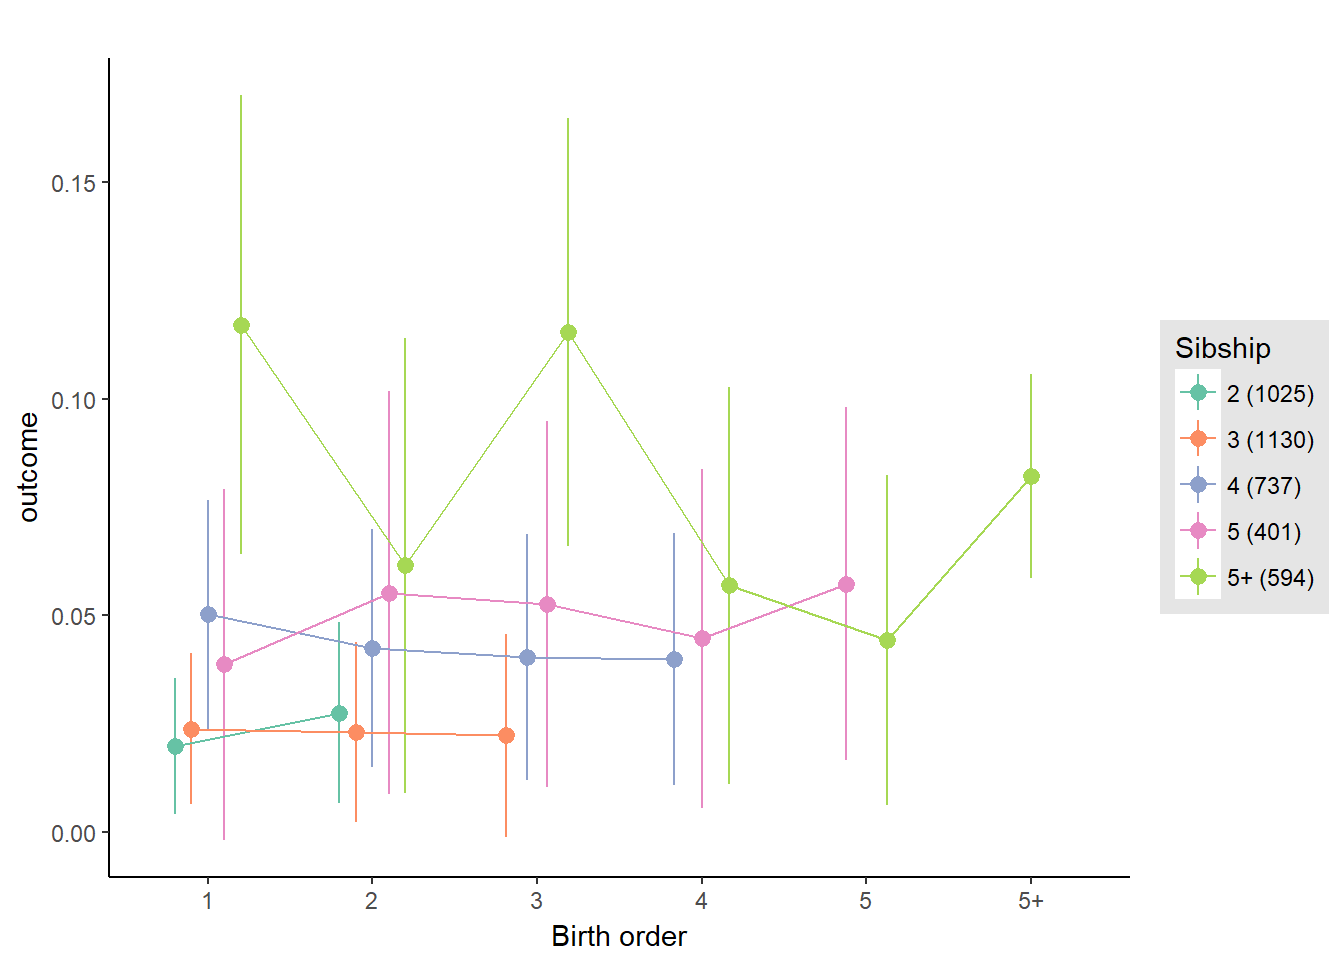 0.15
0.10
0.05
0.00
outcome
1 2 3 4 5 5+
Birth order
Sibship
2 (1025)
3 (1130)
4 (737)
5 (401)
5+ (594)